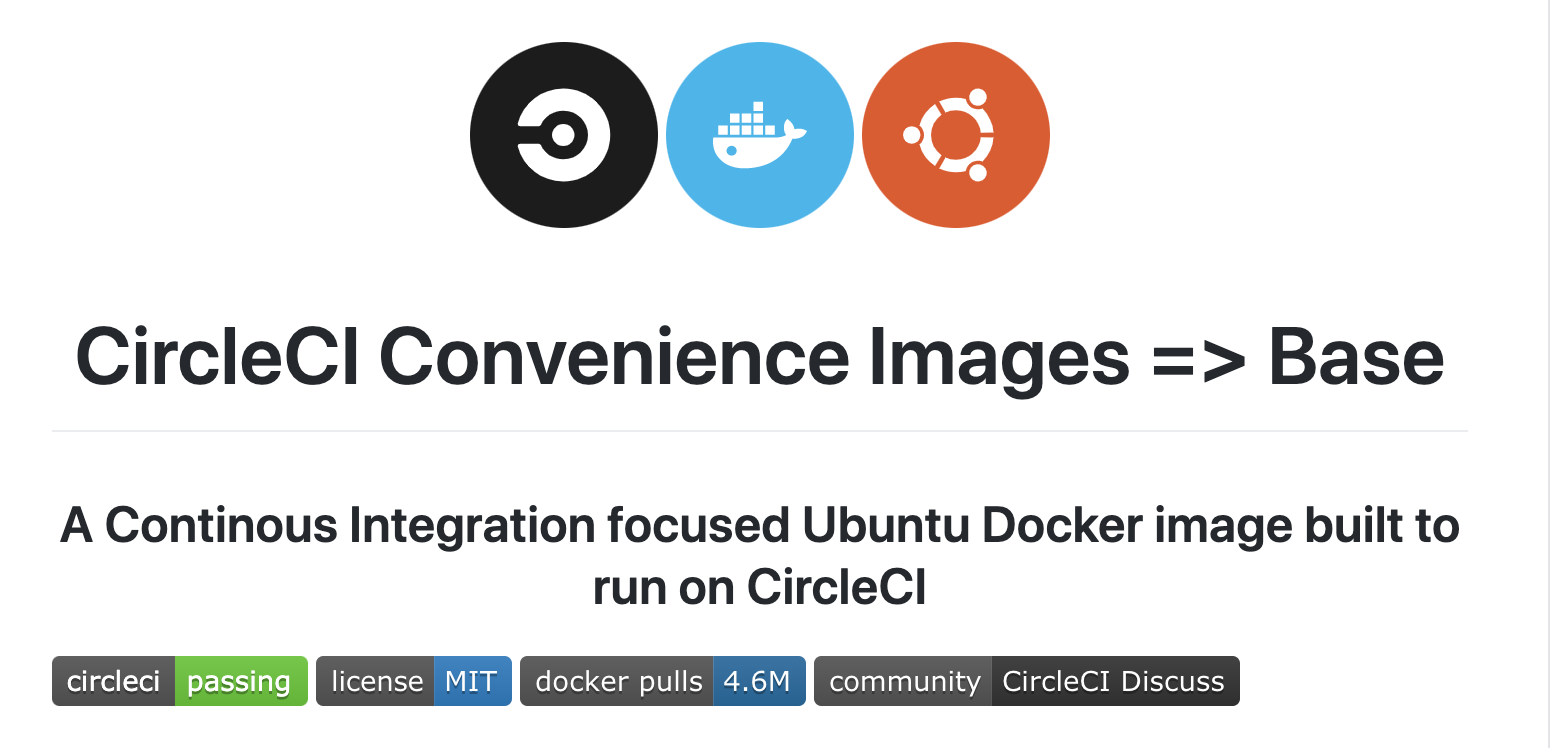 CircleCI Convenience Images => Base
A Continous Integration focused Ubuntu Docker image built to
run on CircleCI
circleci passing license MIT docker pulls 4.6M community CircleCI Discuss